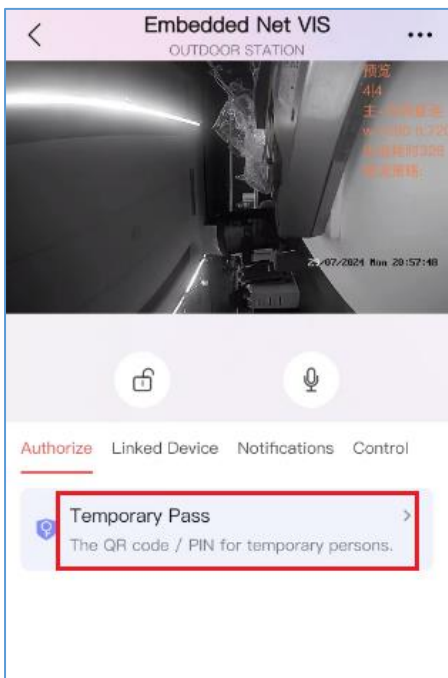 Embedded Net VIS
OUTDOOR STATION
预览
4|4
/07/2024 Mon 20:57:48
Authorize Linked Device Notifications Control
Temporary Pass
The QR code / PIN for temporary persons.